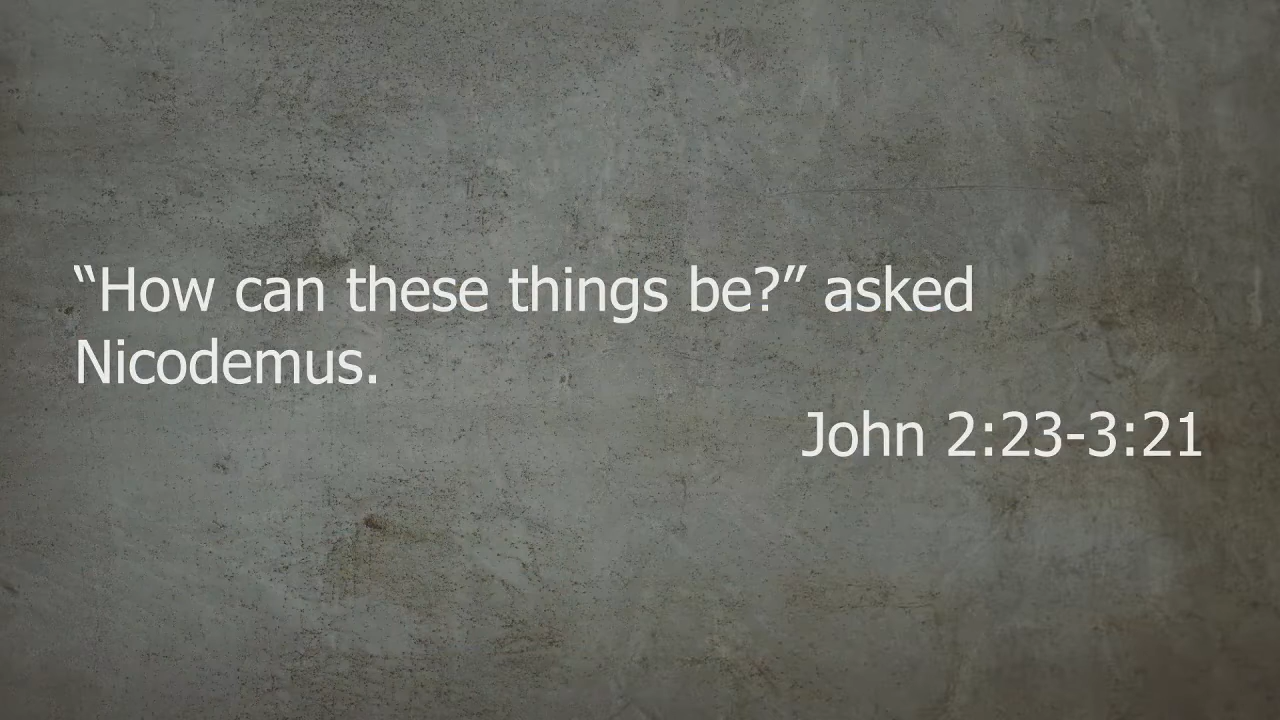 “How can these things be?” asked
Nicodemus.
John 2:23-3:21